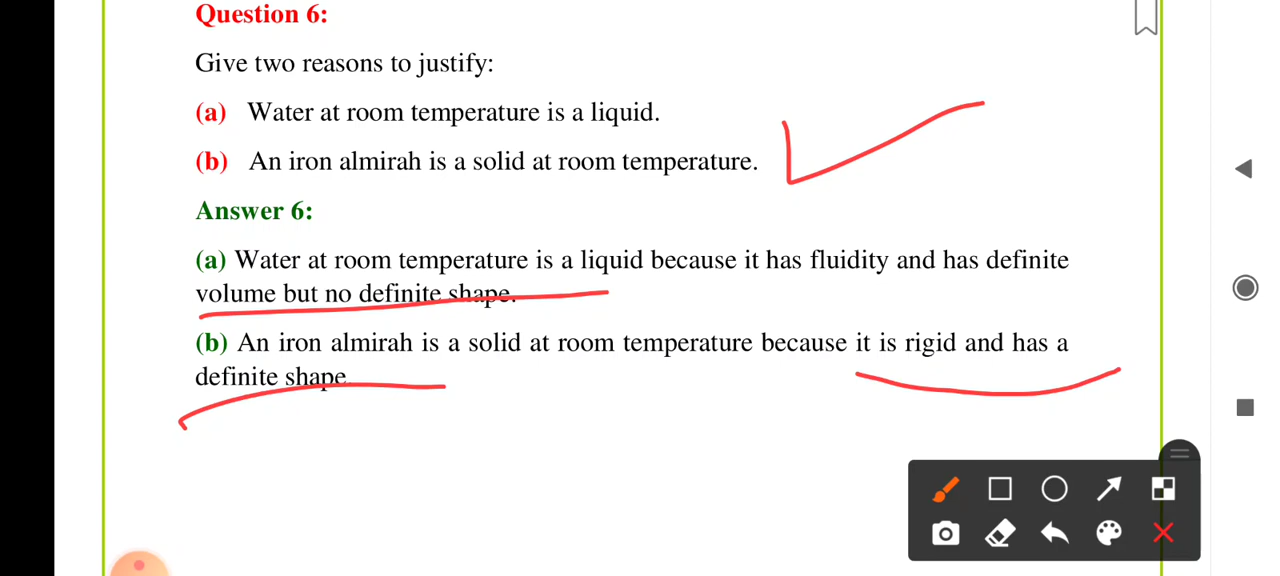 Question 6:
Give two reasons to justify:
(a) Water at room temperature is a liquid.
(b) An iron almirah is a solid at room temperature.
Answer 6:
(a) Water at room temperature is a liquid because it has fluidity and has definite
volume but no definite shape.
(b) An iron almirah is a solid at room temperature because it is rigid and has a
definite shape.